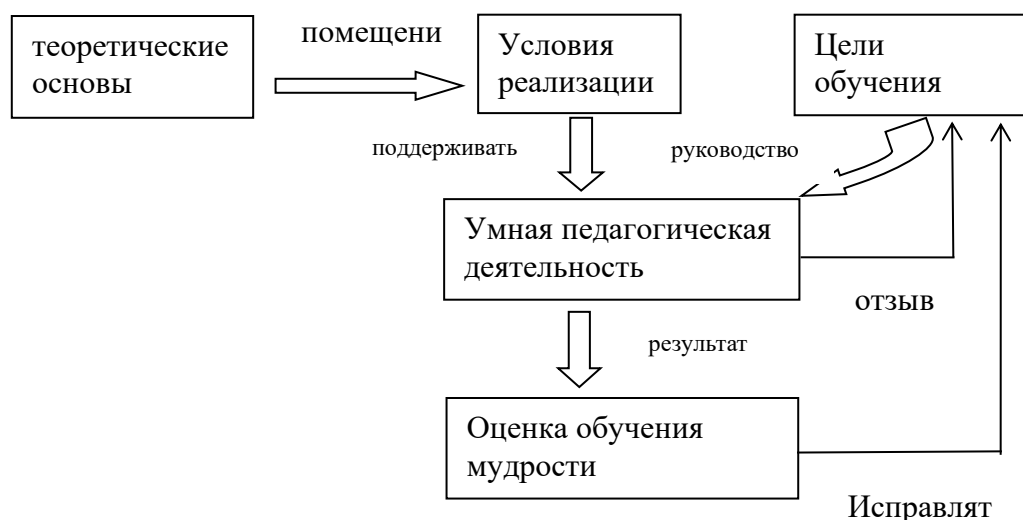 теоретические
основы
помещени
Условия
реализации
Цели
обучения
поддерживать
руководство
Умная педагогическая
деятельность
отзыв
результат
Оценка обучения
мудрости
Исправлят